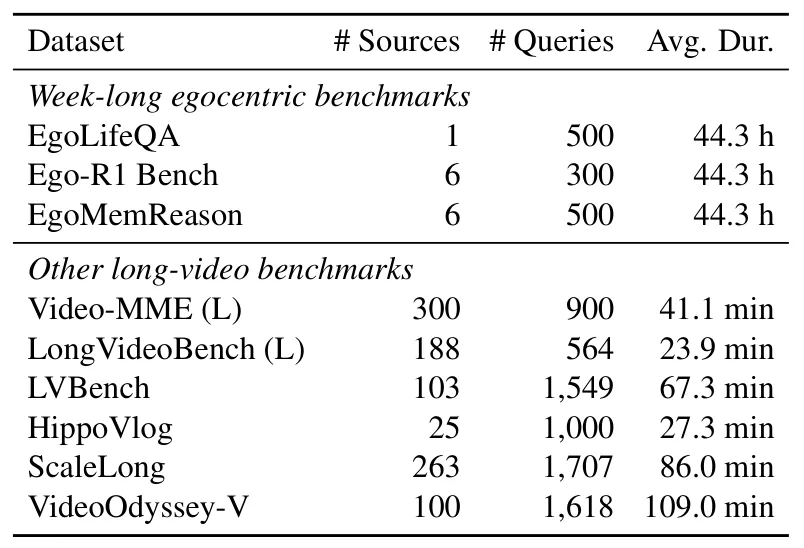 Dataset # Sources # Queries Avg. Dur.
Week-long egocentric benchmarks
EgoLifeQA 1 500 44.3 h
Ego-R1 Bench 6 300 44.3 h
EgoMemReason 6 500 44.3 h
Other long-video benchmarks
Video-MME (L) 300 900 41.1 min
LongVideoBench (L) 188 564 23.9 min
LVBench 103 1,549 67.3 min
HippoVlog 25 1,000 27.3 min
ScaleLong 263 1,707 86.0 min
VideoOdyssey-V 100 1,618 109.0 min